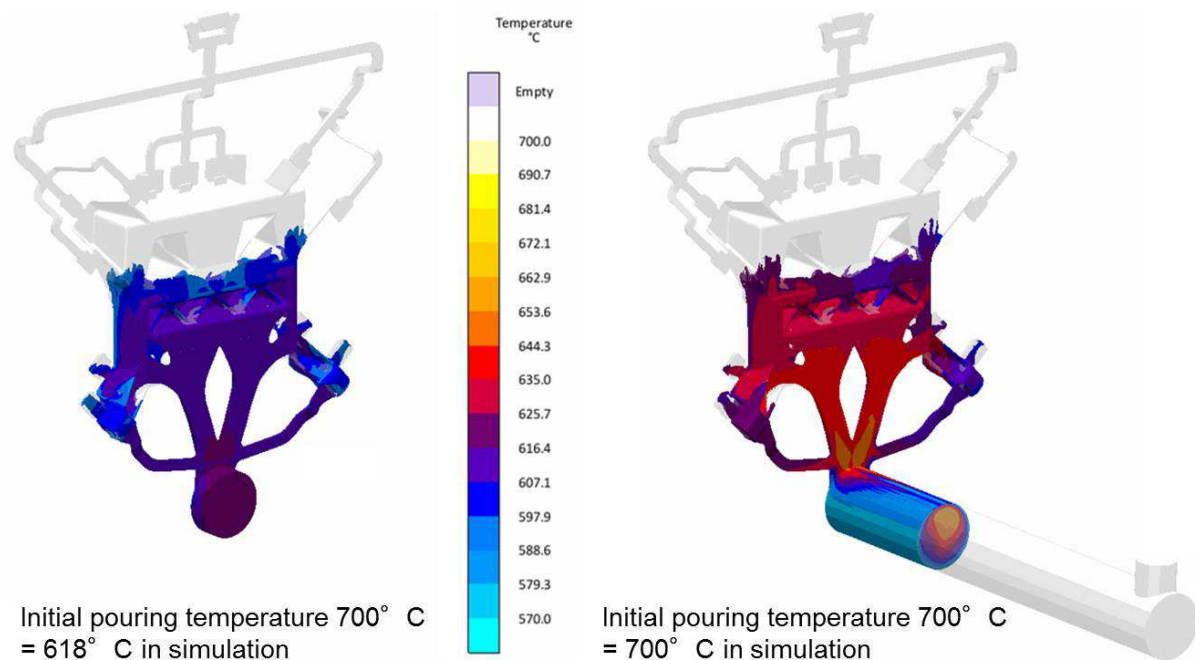 Temperature
°C
Empty
700.0
690.7
681.4
672.1
662.9
653.6
644.3
635.0
625.7
616.4
607.1
597.9
588.6
579.3
570.0
Initial pouring temperature 700° C
= 618° C in simulation
Initial pouring temperature 700° C
= 700° C in simulation